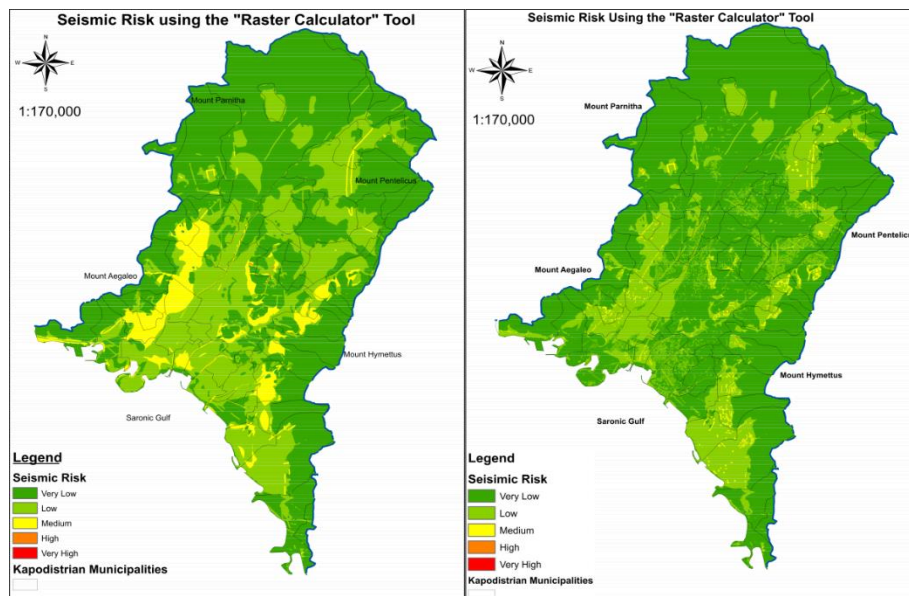 Seismic Risk using the "Raster Calculator" Tool
N
W
E
S
1:170,000
Mount Parnitha
Mount Pentelicus
Mount Aegaleo
Mount Hymettus
Saronic Gulf
Legend
Seismic Risk
Very Low
Low
Medium
High
Very High
Kapodistrian Municipalities
Seismic Risk Using the "Raster Calculator" Tool
N
W
E
S
1:170,000
Mount Parnitha
Mount Pentelic
Mount Aegaleo
Mount Hymettus
Saronic Gulf
Legend
Seisimic Risk
Very Low
Low
Medium
High
Very High
Kapodistrian Municipalities